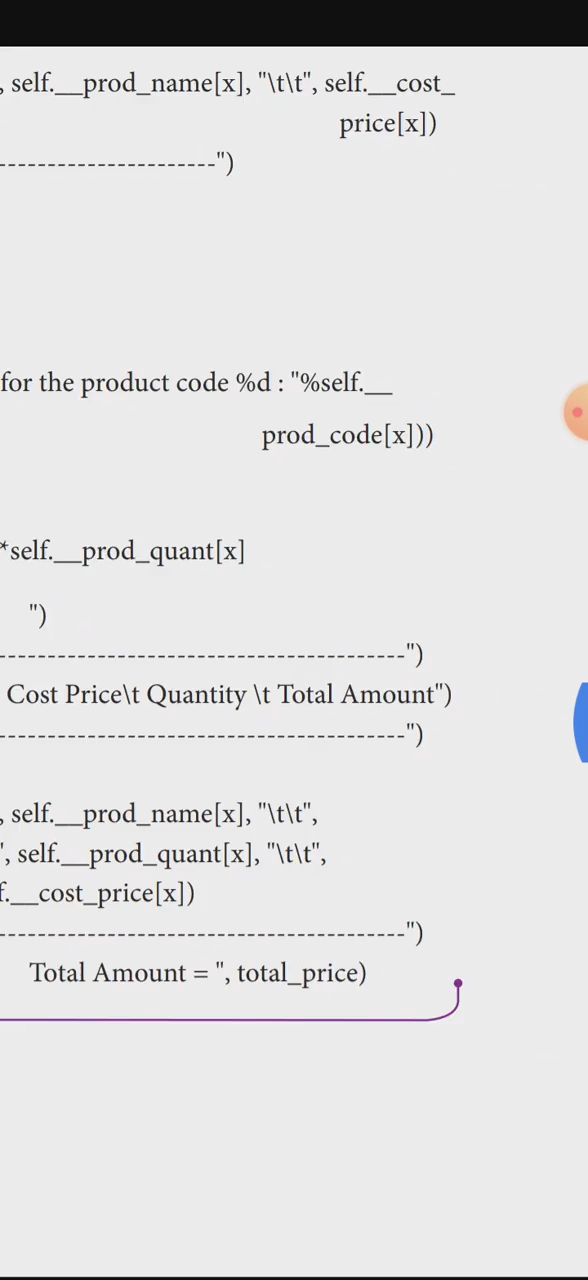 , self.__prod_name[x], "\t\t", self.__cost_
price[x])
---------------------")
for the product code %d : "%self.__
prod_code[x]))
*self.__prod_quant[x]
")
----------------------------------------")
Cost Price\t Quantity \t Total Amount")
----------------------------------------")
, self.__prod_name[x], "\t\t",
", self.__prod_quant[x], "\t\t",
f.__cost_price[x])
----------------------------------------")
Total Amount = ", total_price)